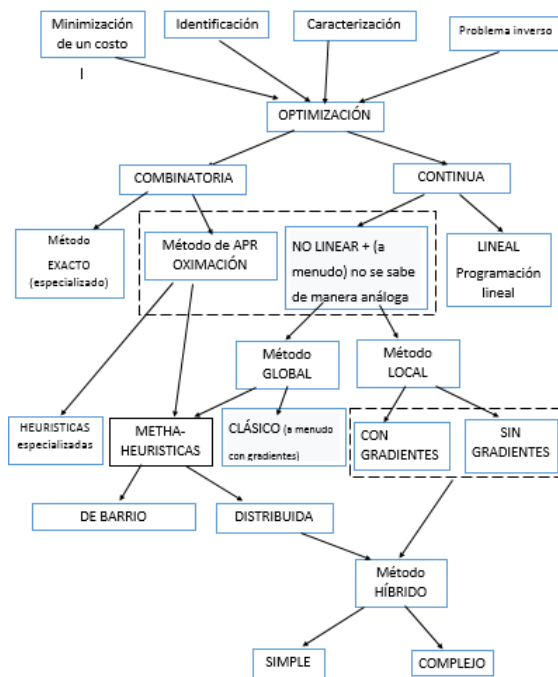 Minimización
de un costo
l
Identificación
Caracterización
Problema inverso
OPTIMIZACIÓN
COMBINATORIA
CONTINUA
Método
EXACTO
(especializado)
Método de APR
OXIMACIÓN
NO LINEAR + (a
menudo) no se sabe
de manera análoga
LINEAL
Programación
lineal
Método
GLOBAL
Método
LOCAL
HEURISTICAS
especializadas
METHA-
HEURISTICAS
CLÁSICO (a menudo
con gradientes)
CON
GRADIENTES
SIN
GRADIENTES
DE BARRIO
DISTRIBUIDA
Método
HÍBRIDO
SIMPLE
COMPLEJO